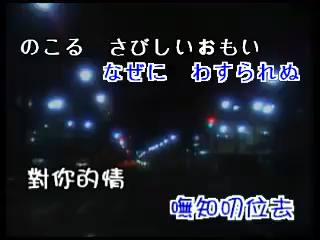 のこる　さびしいおもい
なぜに　わすられぬ
對你的情
嘸知叨位去